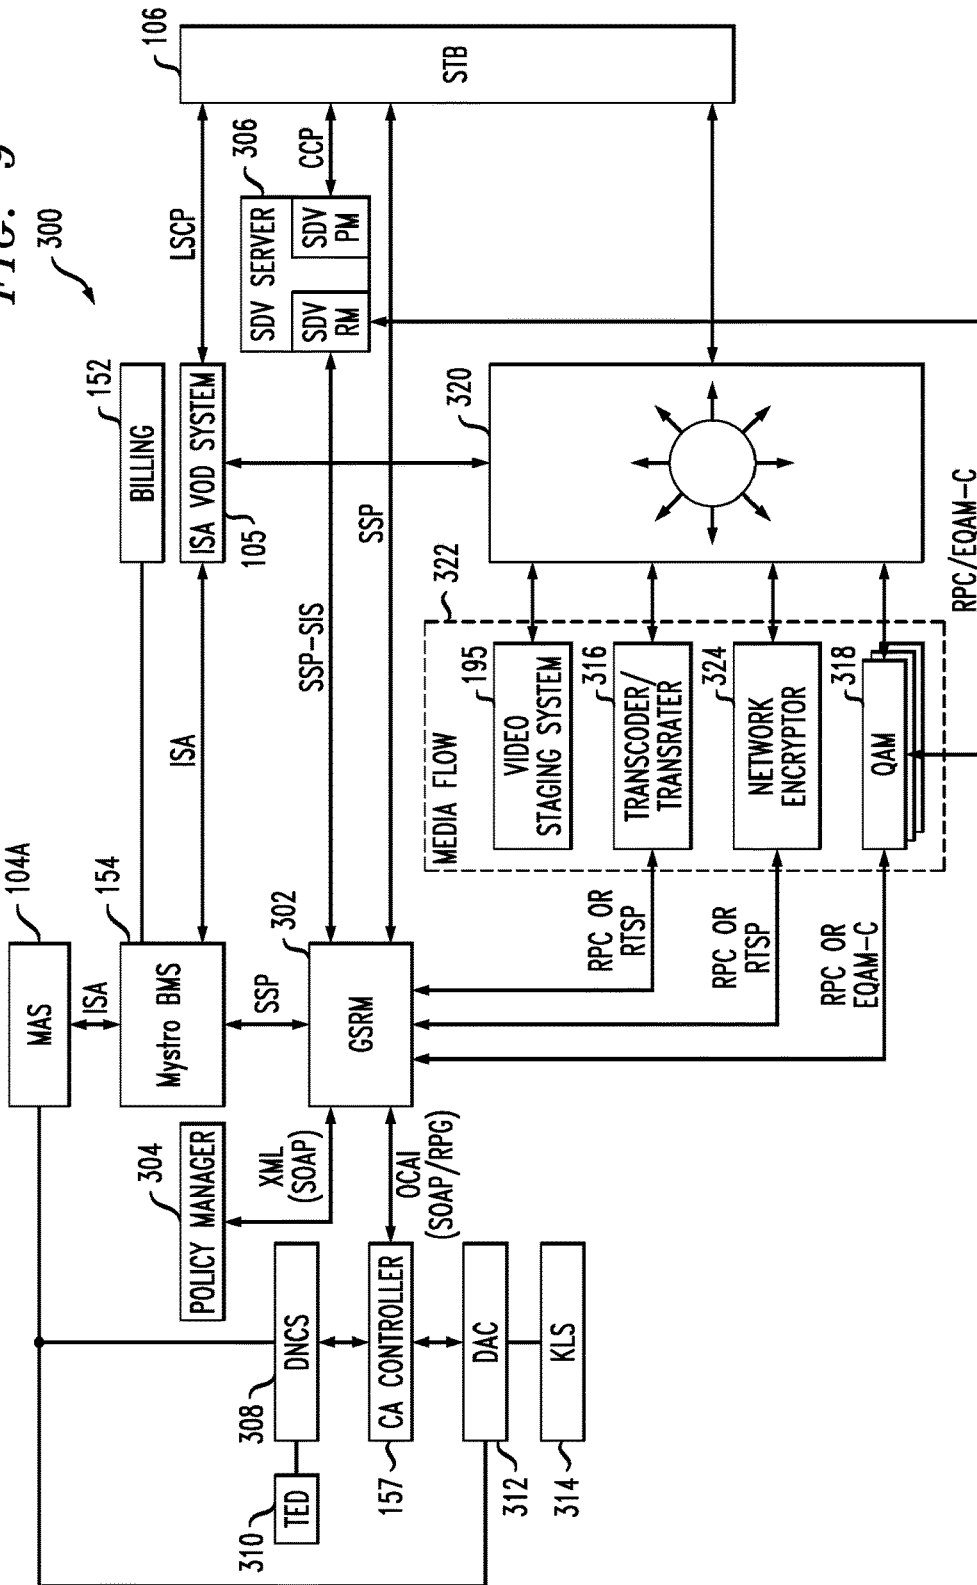 FIG.
300
MAS
104A
ISA
Mystro BMS
154
BILLING
152
POLICY MANAGER
304
ISA
ISA VOD SYSTEM
105
LSCP
STB
106
SSP
XML
(SOAP)
GSRM
302
SSP-SIS
SSP
SDV SERVER
306
SDV
RM
SDV
PM
CCP
TED
310
DNCS
308
CA CONTROLLER
157
OCAI
(SOAP/RPG)
DAC
312
KLS
314
MEDIA FLOW
322
VIDEO
STAGING SYSTEM
195
TRANSCODER/
TRANSRATER
316
NETWORK
ENCRYPTOR
324
QAM
318
320
RPC OR
RTSP
RPC OR
RTSP
RPC OR
EQAM-C
RPC/EQAM-C